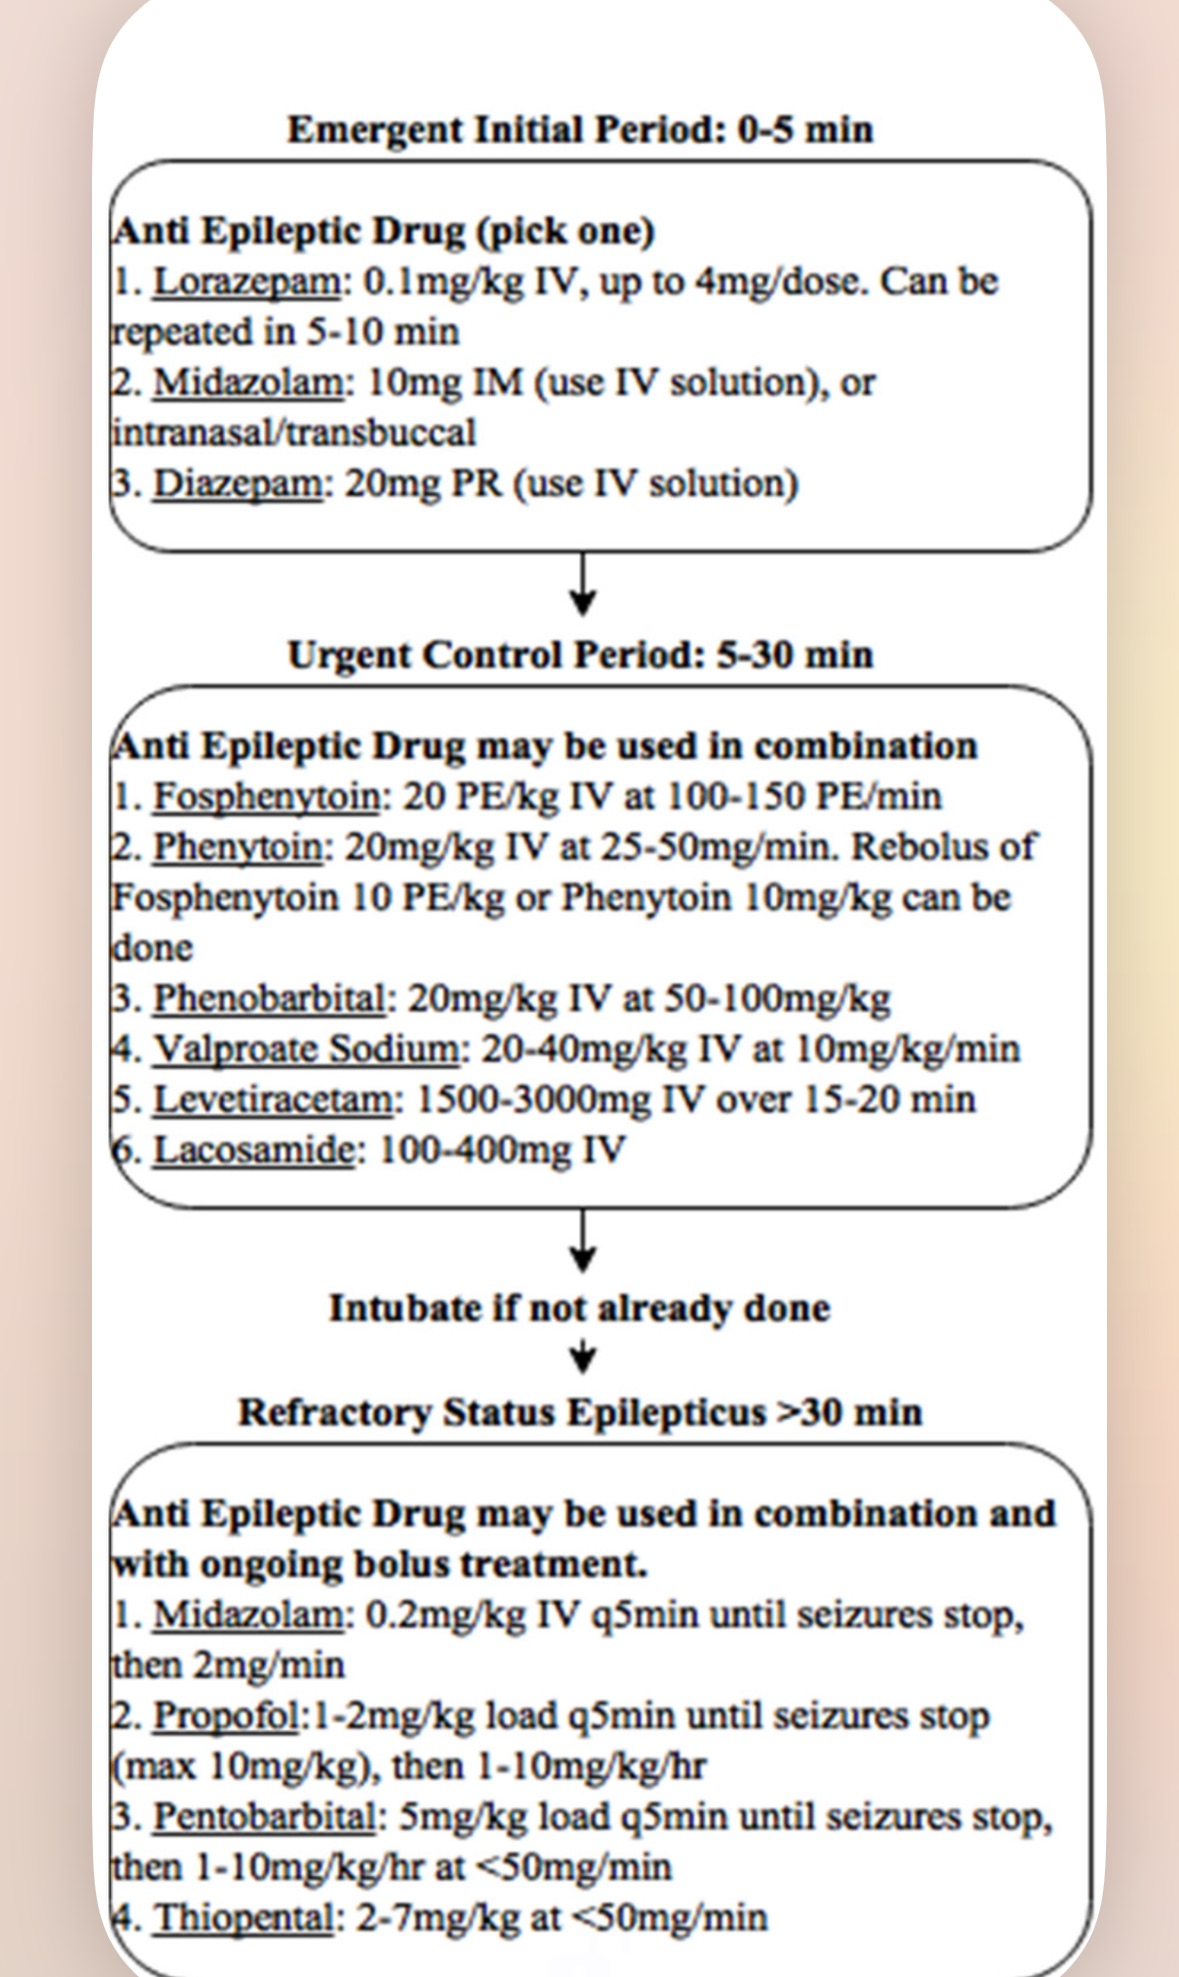 Emergent Initial Period: 0-5 min
Anti Epileptic Drug (pick one)
1. Lorazepam: 0.1mg/kg IV, up to 4mg/dose. Can be
repeated in 5-10 min
2. Midazolam: 10mg IM (use IV solution), or
intranasal/transbuccal
3. Diazepam: 20mg PR (use IV solution)
Urgent Control Period: 5-30 min
Anti Epileptic Drug may be used in combination
1. Fosphenytoin: 20 PE/kg IV at 100-150 PE/min
2. Phenytoin: 20mg/kg IV at 25-50mg/min. Rebolus of
Fosphenytoin 10 PE/kg or Phenytoin 10mg/kg can be
done
3. Phenobarbital: 20mg/kg IV at 50-100mg/kg
4. Valproate Sodium: 20-40mg/kg IV at 10mg/kg/min
5. Levetiracetam: 1500-3000mg IV over 15-20 min
6. Lacosamide: 100-400mg IV
Intubate if not already done
Refractory Status Epilepticus >30 min
Anti Epileptic Drug may be used in combination and
with ongoing bolus treatment.
1. Midazolam: 0.2mg/kg IV q5min until seizures stop,
then 2mg/min
2. Propofol:1-2mg/kg load q5min until seizures stop
(max 10mg/kg), then 1-10mg/kg/hr
3. Pentobarbital: 5mg/kg load q5min until seizures stop,
then 1-10mg/kg/hr at <50mg/min
4. Thiopental: 2-7mg/kg at <50mg/min